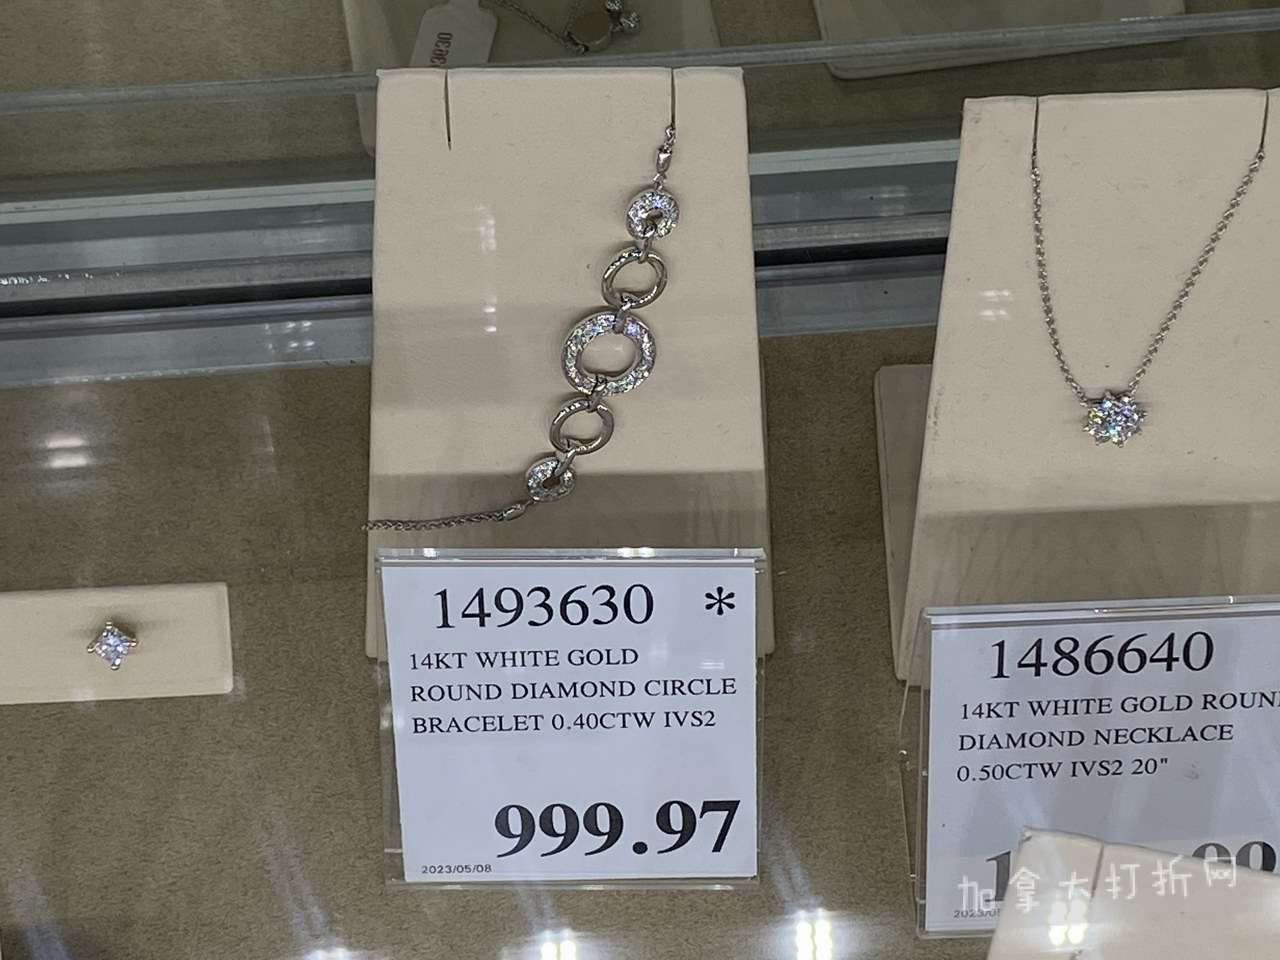 1493630 *
14KT WHITE GOLD
ROUND DIAMOND CIRCLE
BRACELET 0.40CTW IVS2
999.97
2023/05/08
1486640
14KT WHITE GOLD ROUN
DIAMOND NECKLACE
0.50CTW IVS2 20"
加拿大打折网